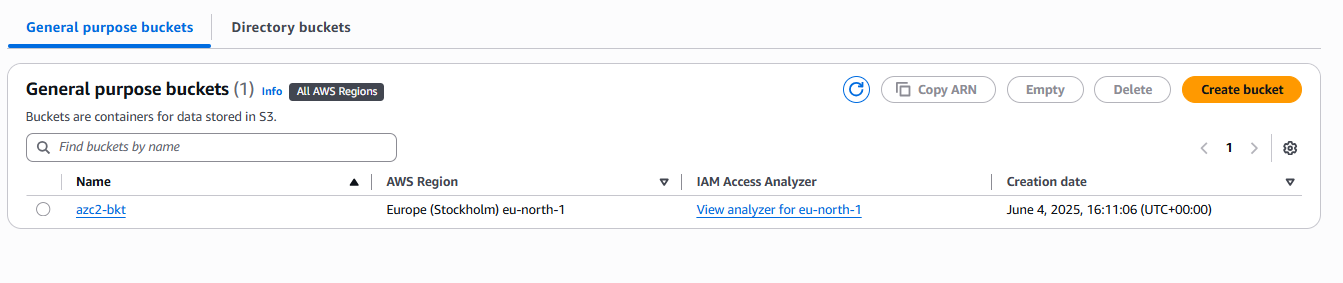 General purpose buckets Directory buckets
General purpose buckets (1) Info All AWS Regions Copy ARN Empty Delete Create bucket
Buckets are containers for data stored in S3.
Find buckets by name 1
Name AWS Region IAM Access Analyzer Creation date
azc2-bkt Europe (Stockholm) eu-north-1 View analyzer for eu-north-1 June 4, 2025, 16:11:06 (UTC+00:00)